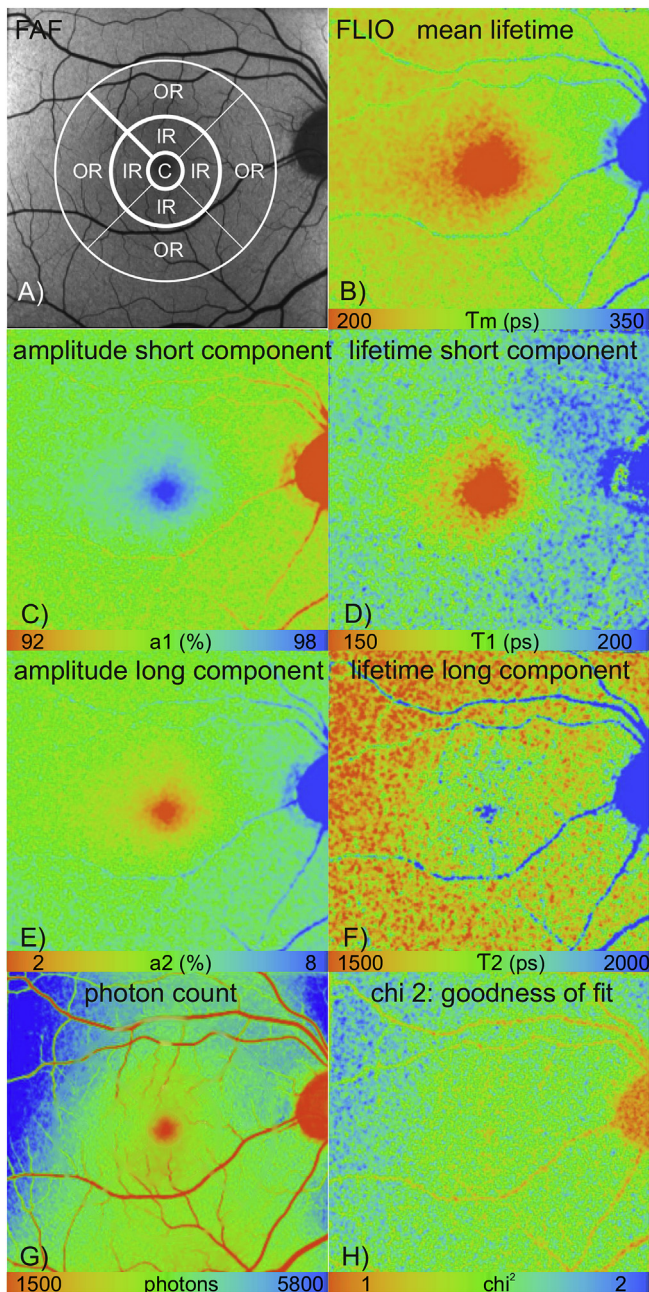 FAF
FLIO mean lifetime
OR
IR
OR IR C IR OR
IR
OR
A)
B)
200 Tm (ps) 350
amplitude short component
lifetime short component
C)
D)
92 a1 (%) 98
150 T1 (ps) 200
amplitude long component
lifetime long component
E)
F)
2 a2 (%) 8
1500 T2 (ps) 2000
photon count
chi 2: goodness of fit
G)
H)
1500 photons 5800
1 chi² 2